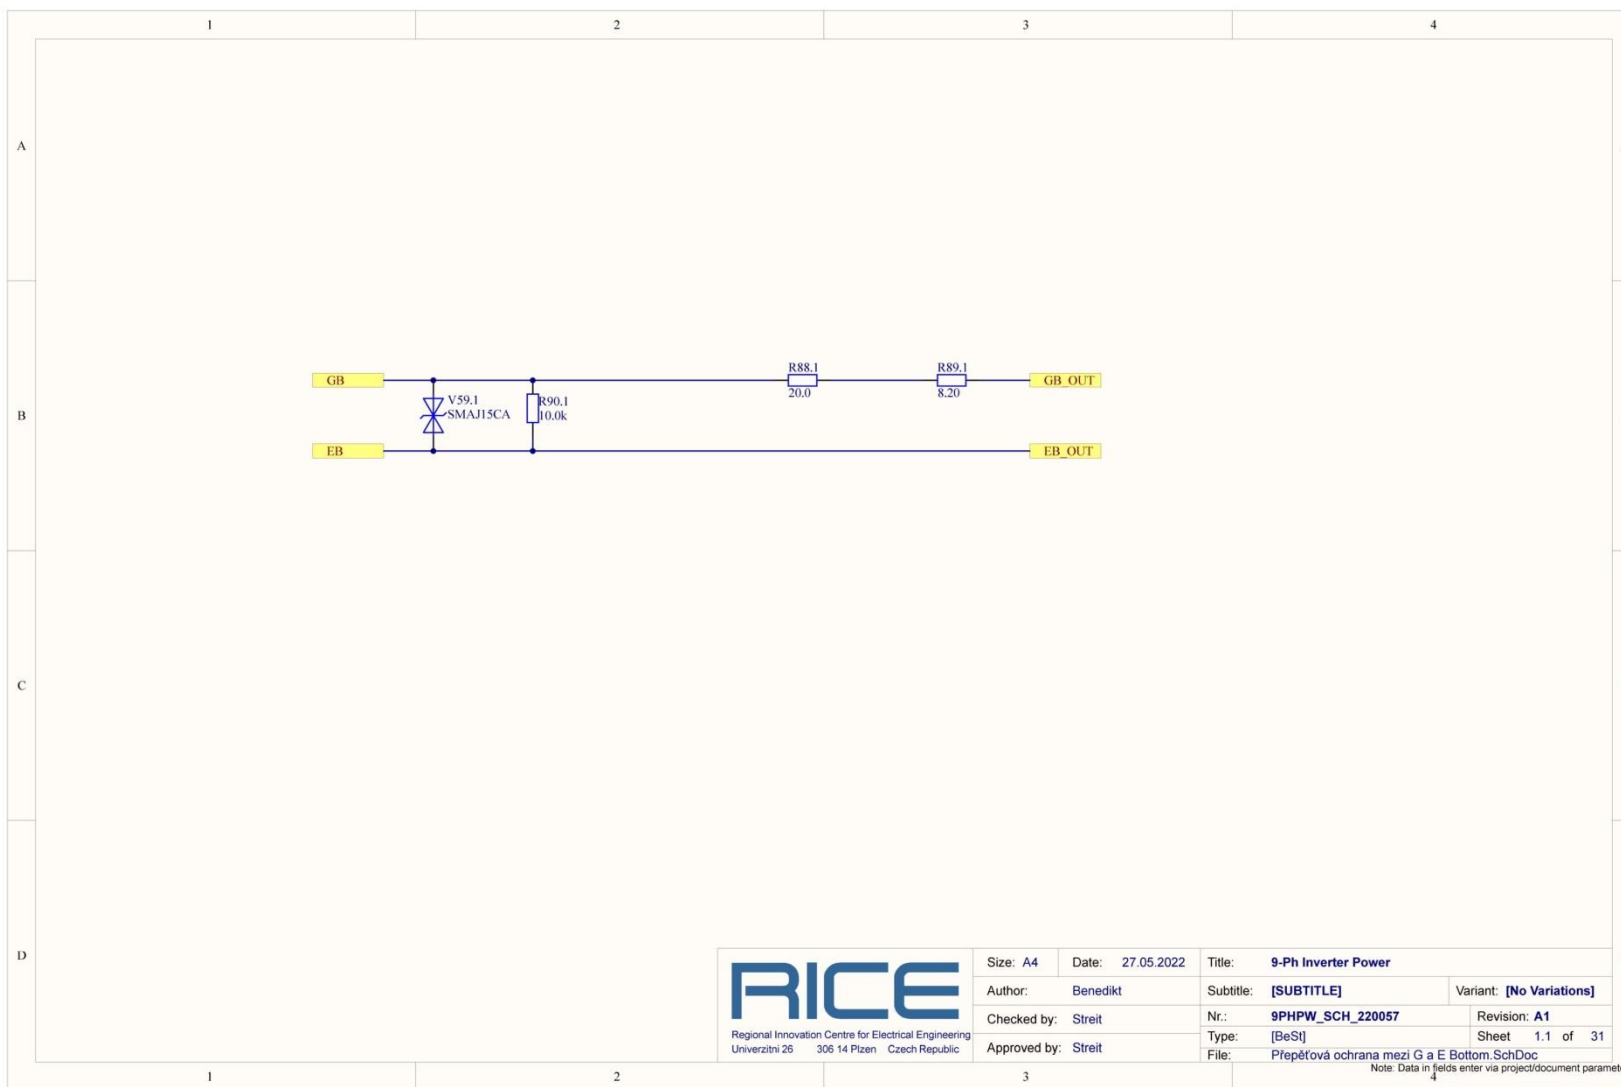 1 2 3 4
A
B
C
D
GB
EB
V59.1
SMAJ15CA
R90.1
10.0k
R88.1
20.0
R89.1
8.20
GB_OUT
EB_OUT
RICE
Regional Innovation Centre for Electrical Engineering
Univerzitni 26 306 14 Plzen Czech Republic
Size: A4 Date: 27.05.2022 Title: 9-Ph Inverter Power
Author: Benedikt Subtitle: [SUBTITLE] Variant: [No Variations]
Checked by: Streit Nr.: 9PHPW_SCH_220057 Revision: A1
Type: [BeSt] Sheet 1.1 of 31
Approved by: Streit
File: Přepěťová ochrana mezi G a E Bottom.SchDoc
Note: Data in fields enter via project/document paramet
1 2 3 4